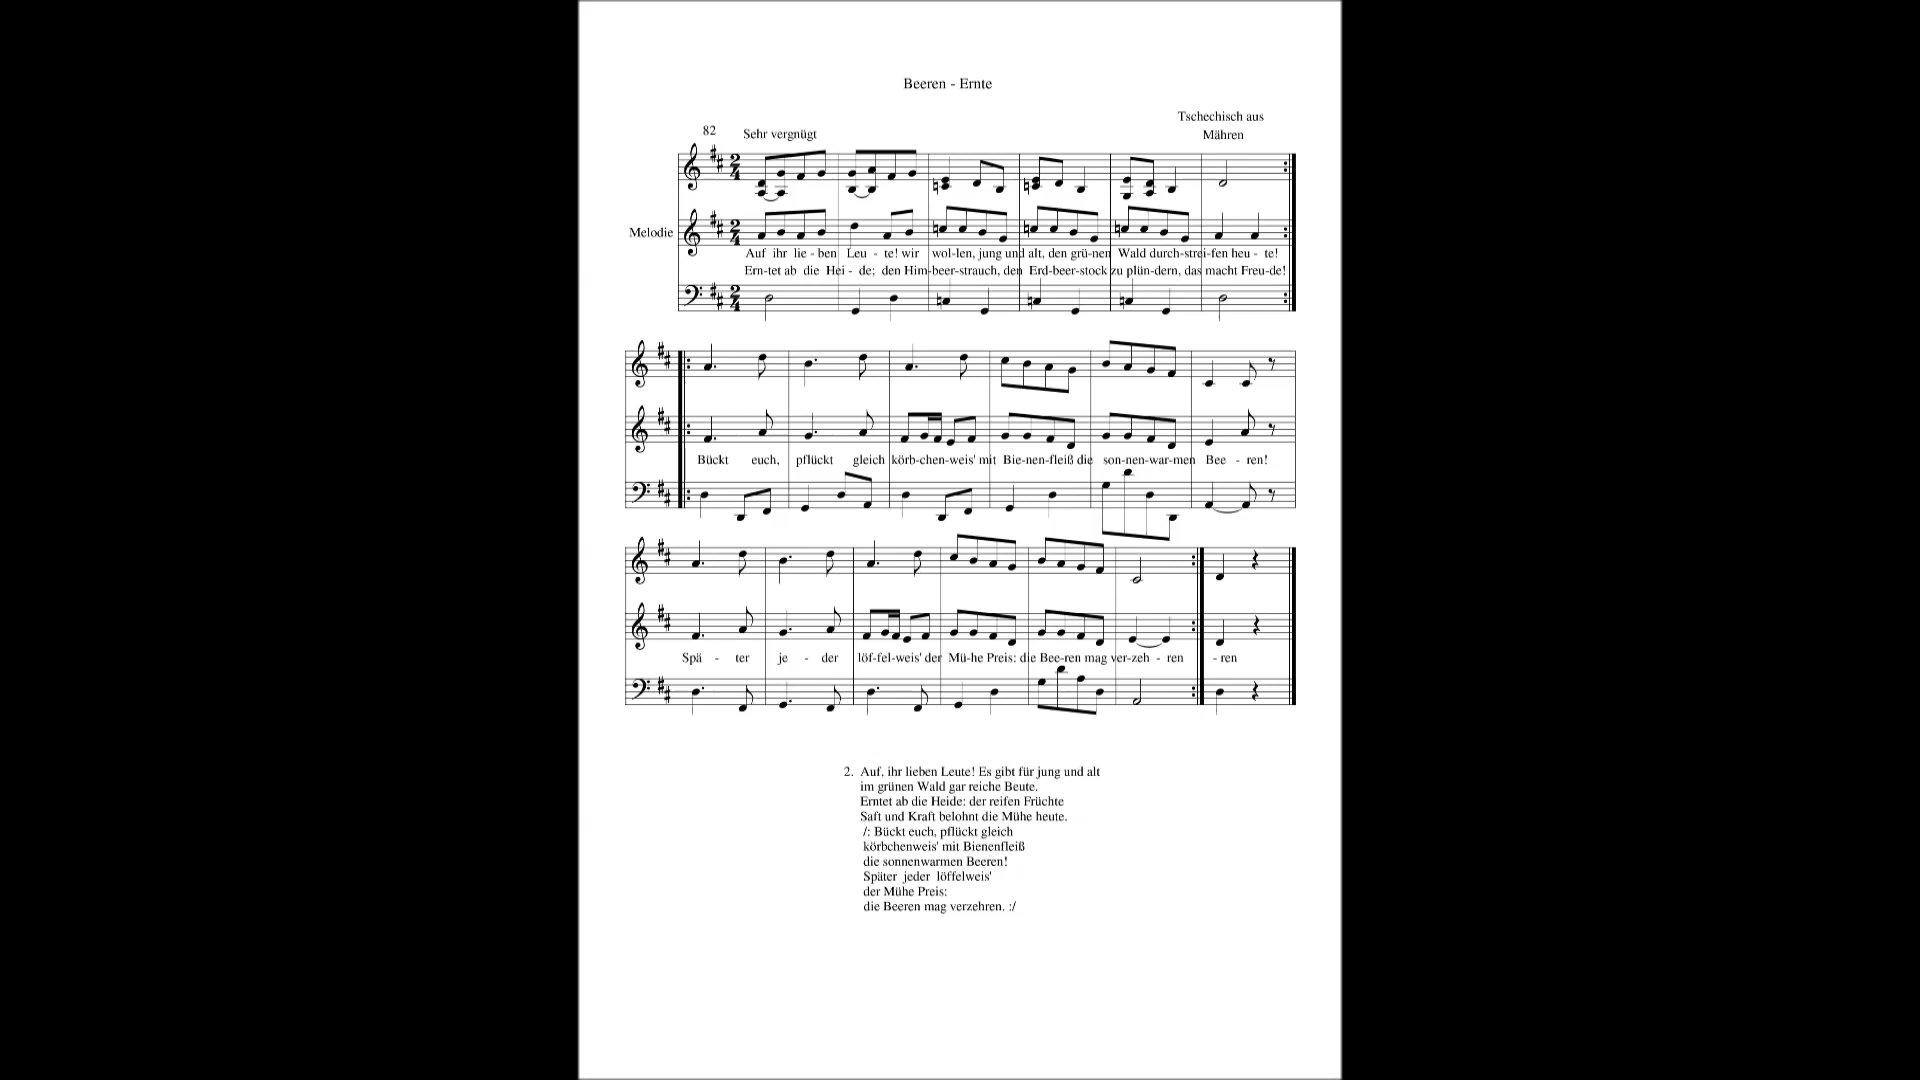 Beeren - Ernte
Tschechisch aus
Mähren
82 Sehr vergnügt
Melodie
Auf ihr lie - ben Leu - te! wir wol-len, jung und alt, den grü-nen Wald durch-strei-fen heu - te!
Ern-tet ab die Hei - de; den Him-beer-strauch, den Erd-beer-stock zu plün-dern, das macht Freu-de!
Bückt euch, pflückt gleich körb-chen-weis' mit Bie-nen-fleiß die son-nen-war-men Bee - ren!
Spä - ter je - der löf-fel-weis' der Mü-he Preis: die Bee-ren mag ver-zeh - ren - ren
2. Auf, ihr lieben Leute! Es gibt für jung und alt
im grünen Wald gar reiche Beute.
Erntet ab die Heide: der reifen Früchte
Saft und Kraft belohnt die Mühe heute.
/: Bückt euch, pflückt gleich
körbchenweis' mit Bienenfleiß
die sonnenwarmen Beeren!
Später jeder löffelweis'
der Mühe Preis:
die Beeren mag verzehren. :/